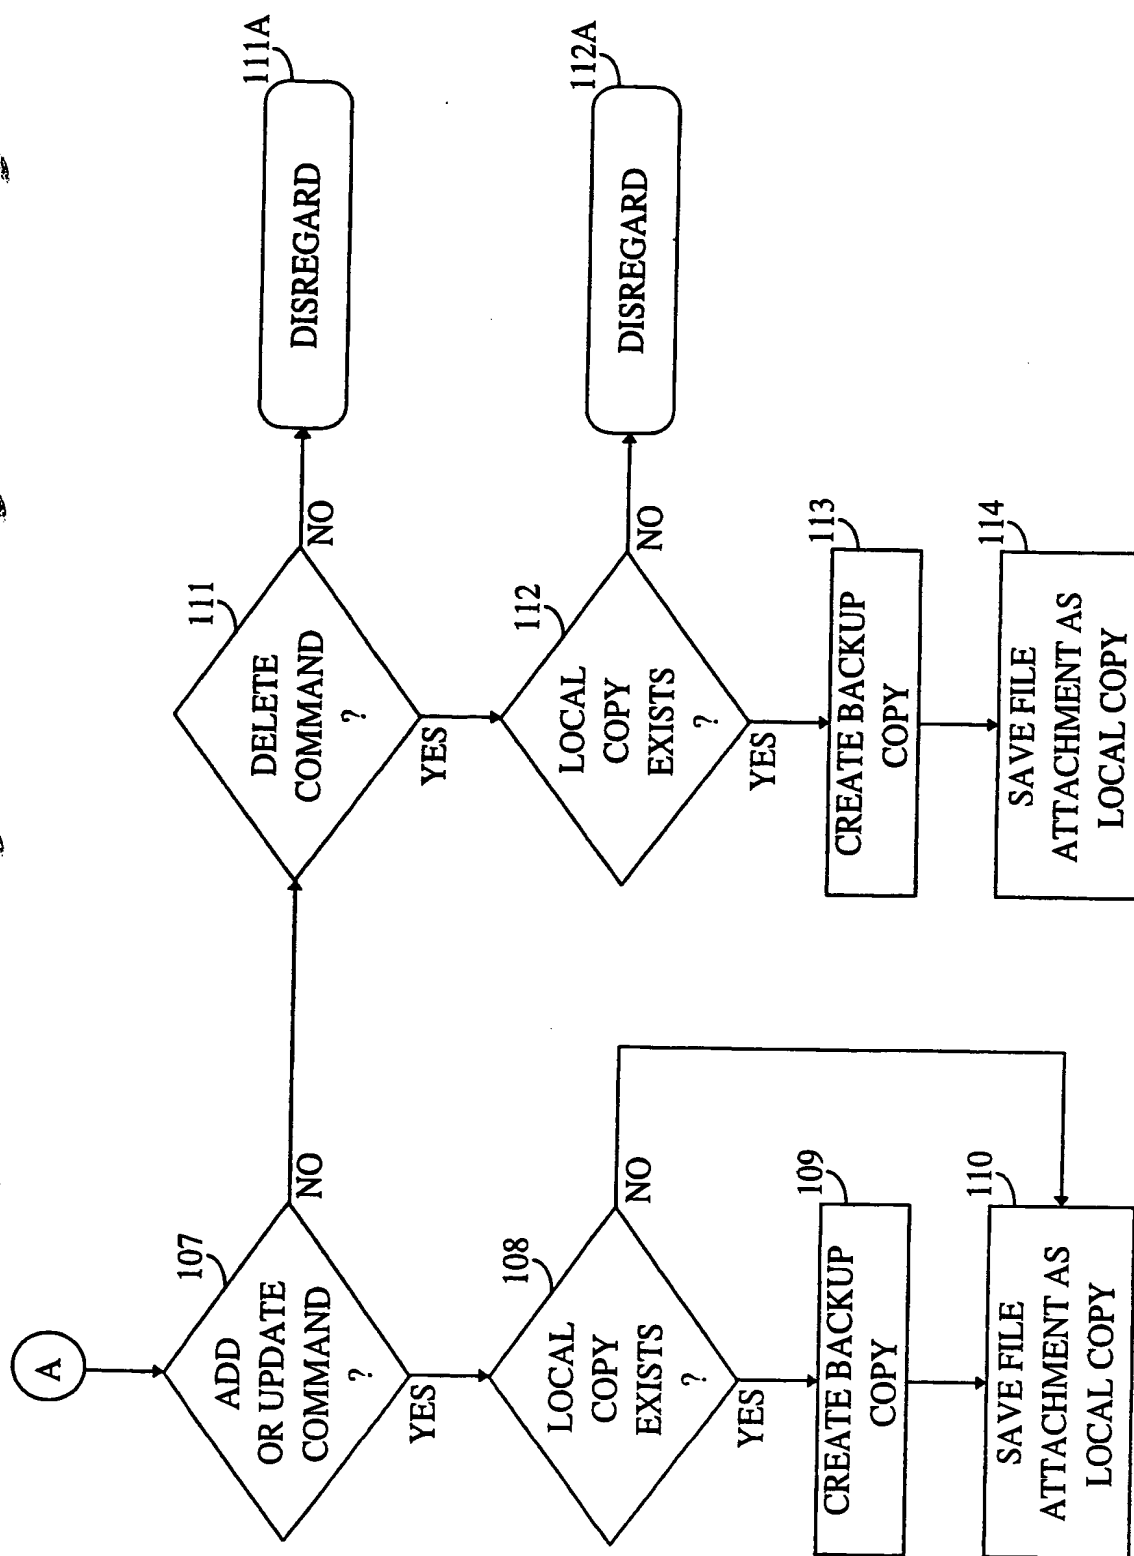 A
107
ADD
OR UPDATE
COMMAND
?
YES
NO
108
LOCAL
COPY
EXISTS
?
YES
NO
109
CREATE BACKUP
COPY
110
SAVE FILE
ATTACHMENT AS
LOCAL COPY
111
DELETE
COMMAND
?
YES
NO
111A
DISREGARD
112
LOCAL
COPY
EXISTS
?
YES
NO
112A
DISREGARD
113
CREATE BACKUP
COPY
114
SAVE FILE
ATTACHMENT AS
LOCAL COPY